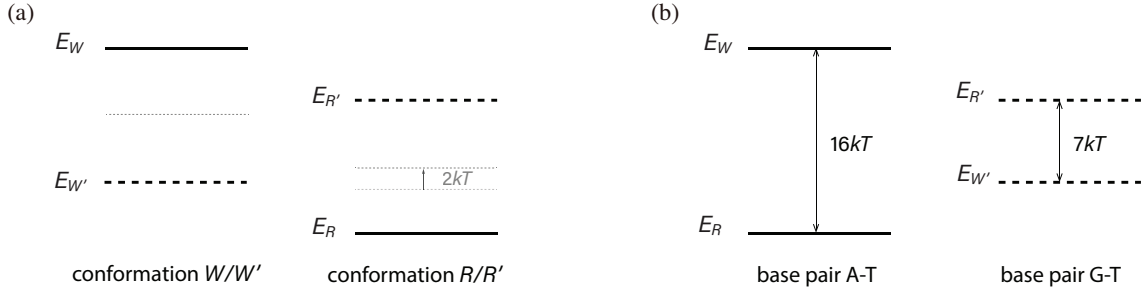 (a)
E_W
E_R'
E_W'
2kT
E_R
conformation W/W'
conformation R/R'
(b)
E_W
E_R'
16kT
7kT
E_W'
E_R
base pair A-T
base pair G-T